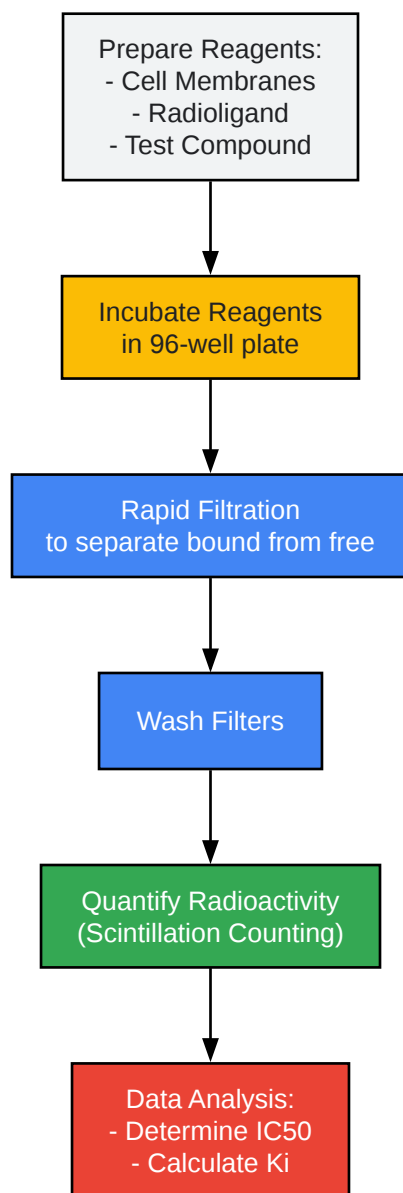 Prepare Reagents:
- Cell Membranes
- Radioligand
- Test Compound
Incubate Reagents
in 96-well plate
Rapid Filtration
to separate bound from free
Wash Filters
Quantify Radioactivity
(Scintillation Counting)
Data Analysis:
- Determine IC50
- Calculate Ki